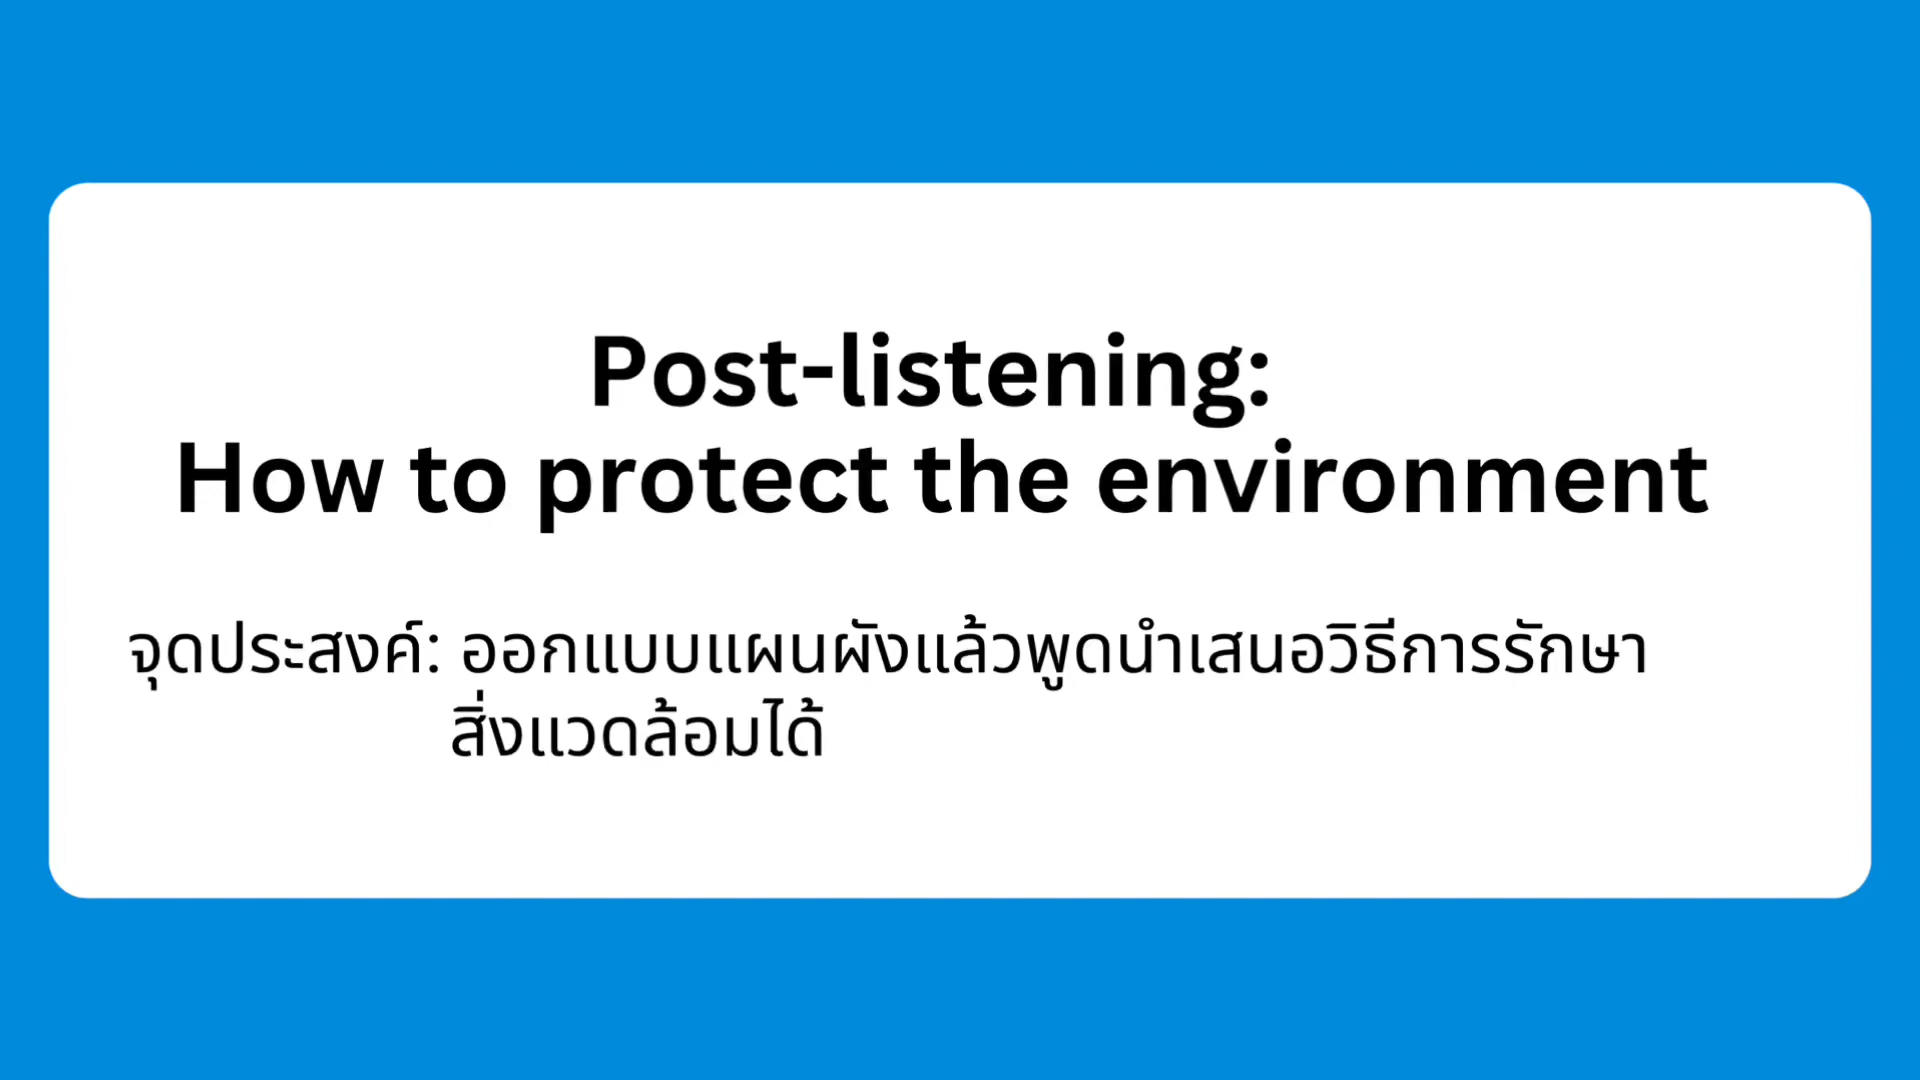 Post-listening:
How to protect the environment
จุดประสงค์: ออกแบบแผนผังแล้วพูดนำเสนอวิธีการรักษา
สิ่งแวดล้อมได้